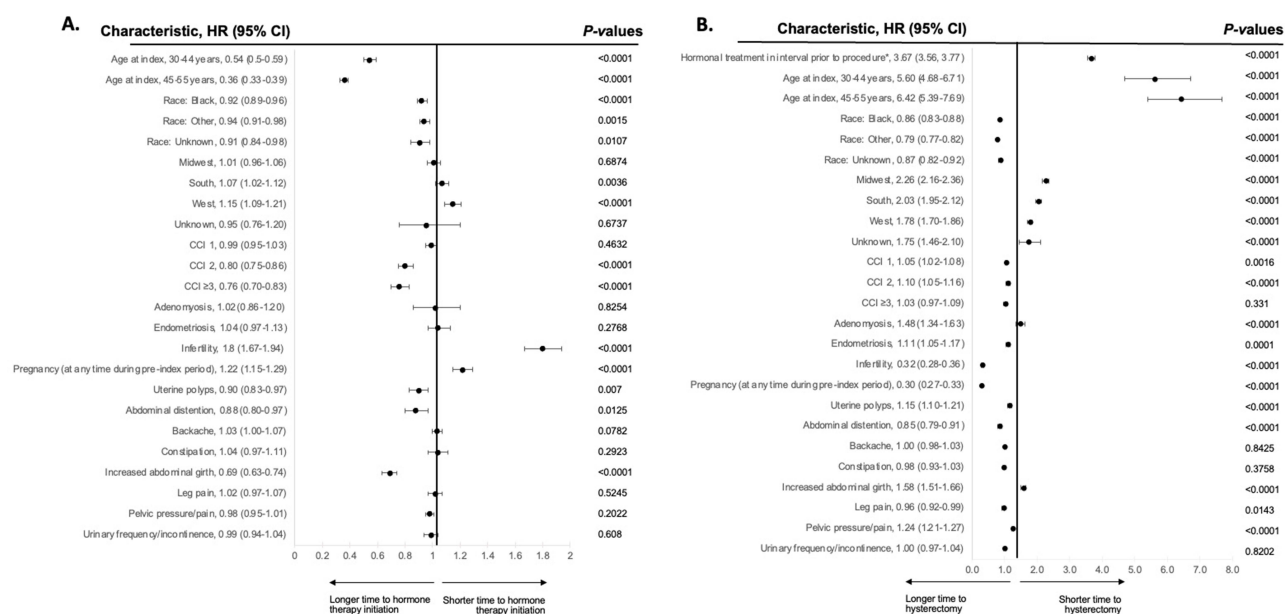 A.
Characteristic, HR (95% CI) P-values
Age at index, 30-44 years, 0.54 (0.5-0.59) <0.0001
Age at index, 45-55 years, 0.36 (0.33-0.39) <0.0001
Race: Black, 0.92 (0.89-0.96) <0.0001
Race: Other, 0.94 (0.91-0.98) 0.0015
Race: Unknown, 0.91 (0.84-0.98) 0.0107
Midwest, 1.01 (0.96-1.06) 0.6874
South, 1.07 (1.02-1.12) 0.0036
West, 1.15 (1.09-1.21) <0.0001
Unknown, 0.95 (0.76-1.20) 0.6737
CCI 1, 0.99 (0.95-1.03) 0.4632
CCI 2, 0.80 (0.75-0.86) <0.0001
CCI ≥3, 0.76 (0.70-0.83) <0.0001
Adenomyosis, 1.02 (0.86-1.20) 0.8254
Endometriosis, 1.04 (0.97-1.13) 0.2768
Infertility, 1.8 (1.67-1.94) <0.0001
Pregnancy (at any time during pre-index period), 1.22 (1.15-1.29) <0.0001
Uterine polyps, 0.90 (0.83-0.97) 0.007
Abdominal distention, 0.88 (0.80-0.97) 0.0125
Backache, 1.03 (1.00-1.07) 0.0782
Constipation, 1.04 (0.97-1.11) 0.2923
Increased abdominal girth, 0.69 (0.63-0.74) <0.0001
Leg pain, 1.02 (0.97-1.07) 0.5245
Pelvic pressure/pain, 0.98 (0.95-1.01) 0.2022
Urinary frequency/incontinence, 0.99 (0.94-1.04) 0.608
0 0.2 0.4 0.6 0.8 1 1.2 1.4 1.6 1.8 2
Longer time to hormone Shorter time to hormone
therapy initiation therapy initiation
B.
Characteristic, HR (95% CI) P-values
Hormonal treatment in interval prior to procedure*, 3.67 (3.56, 3.77) <0.0001
Age at index, 30-44 years, 5.60 (4.68-6.71) <0.0001
Age at index, 45-55 years, 6.42 (5.39-7.69) <0.0001
Race: Black, 0.86 (0.83-0.88) <0.0001
Race: Other, 0.79 (0.77-0.82) <0.0001
Race: Unknown, 0.87 (0.82-0.92) <0.0001
Midwest, 2.26 (2.16-2.36) <0.0001
South, 2.03 (1.95-2.12) <0.0001
West, 1.78 (1.70-1.86) <0.0001
Unknown, 1.75 (1.46-2.10) <0.0001
CCI 1, 1.05 (1.02-1.08) 0.0016
CCI 2, 1.10 (1.05-1.16) <0.0001
CCI ≥3, 1.03 (0.97-1.09) 0.331
Adenomyosis, 1.48 (1.34-1.63) <0.0001
Endometriosis, 1.11 (1.05-1.17) 0.0001
Infertility, 0.32 (0.28-0.36) <0.0001
Pregnancy (at any time during pre-index period), 0.30 (0.27-0.33) <0.0001
Uterine polyps, 1.15 (1.10-1.21) <0.0001
Abdominal distention, 0.85 (0.79-0.91) <0.0001
Backache, 1.00 (0.98-1.03) 0.8425
Constipation, 0.98 (0.93-1.03) 0.3758
Increased abdominal girth, 1.58 (1.51-1.66) <0.0001
Leg pain, 0.96 (0.92-0.99) 0.0143
Pelvic pressure/pain, 1.24 (1.21-1.27) <0.0001
Urinary frequency/incontinence, 1.00 (0.97-1.04) 0.8202
0.0 1.0 2.0 3.0 4.0 5.0 6.0 7.0 8.0
Longer time to Shorter time to
hysterectomy hysterectomy